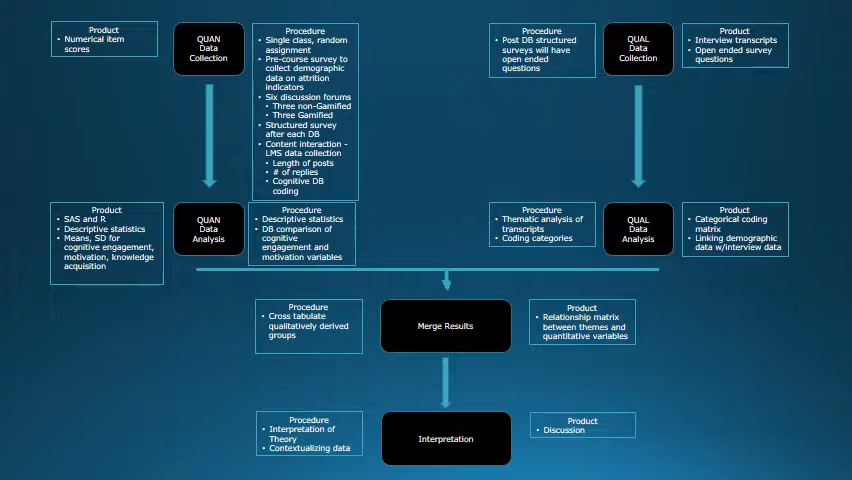 Product
• Numerical item
scores
QUAN
Data
Collection
Procedure
• Single class, random
assignment
• Pre-course survey to
collect demographic
data on attrition
indicators
• Six discussion forums
• Three non-Gamified
• Three Gamified
• Structured survey
after each DB
• Content interaction -
LMS data collection
• Length of posts
• # of replies
• Cognitive DB
coding
Procedure
• Post DB structured
surveys will have
open ended
questions
QUAL
Data
Collection
Product
• Interview transcripts
• Open ended survey
questions
Product
• SAS and R
• Descriptive statistics
• Means, SD for
cognitive engagement,
motivation, knowledge
acquisition
QUAN
Data
Analysis
Procedure
• Descriptive statistics
• DB comparison of
cognitive
engagement and
motivation variables
Procedure
• Thematic analysis of
transcripts
• Coding categories
QUAL
Data
Analysis
Product
• Categorical coding
matrix
• Linking demographic
data w/interview data
Procedure
• Cross tabulate
qualitatively derived
groups
Merge Results
Product
• Relationship matrix
between themes and
quantitative variables
Procedure
• Interpretation of
Theory
• Contextualizing data
Interpretation
Product
• Discussion